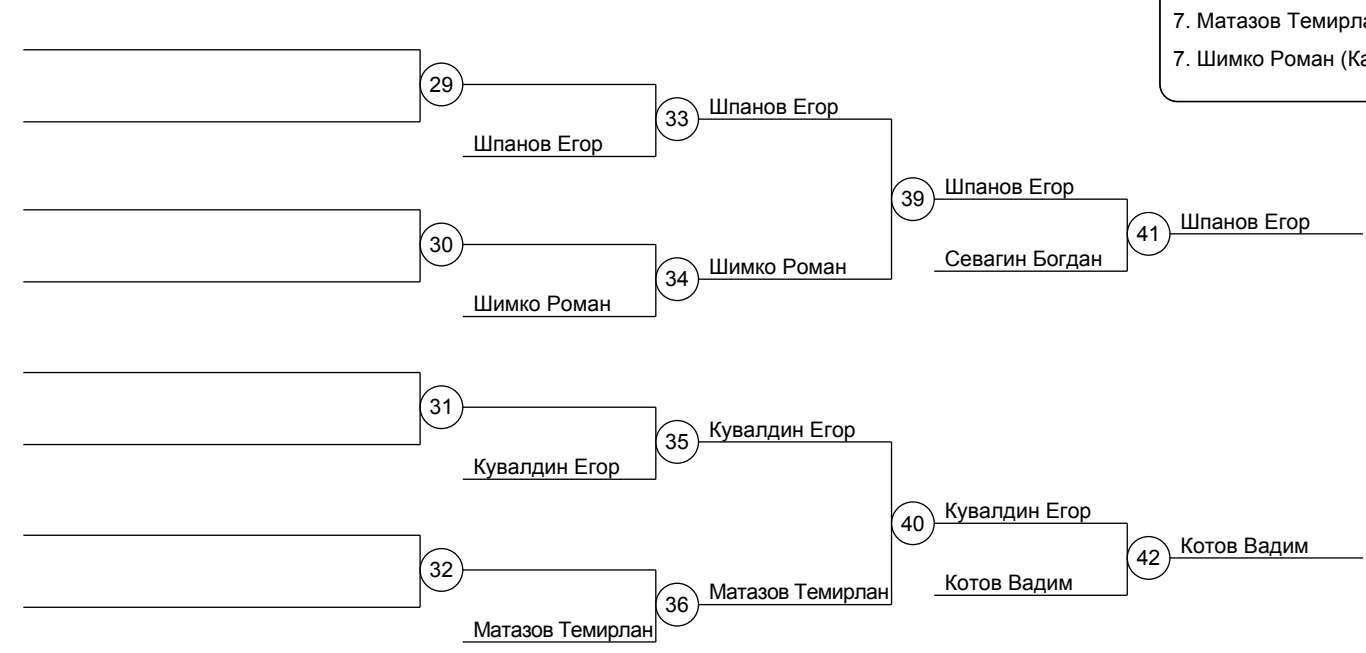 7. Матазов Темирла
7. Шимко Роман (Ка
29
33
Шпанов Егор
Шпанов Егор
39
Шпанов Егор
41
Шпанов Егор
30
34
Шимко Роман
Севагин Богдан
Шимко Роман
31
35
Кувалдин Егор
Кувалдин Егор
40
Кувалдин Егор
42
Котов Вадим
32
36
Матазов Темирлан
Котов Вадим
Матазов Темирлан